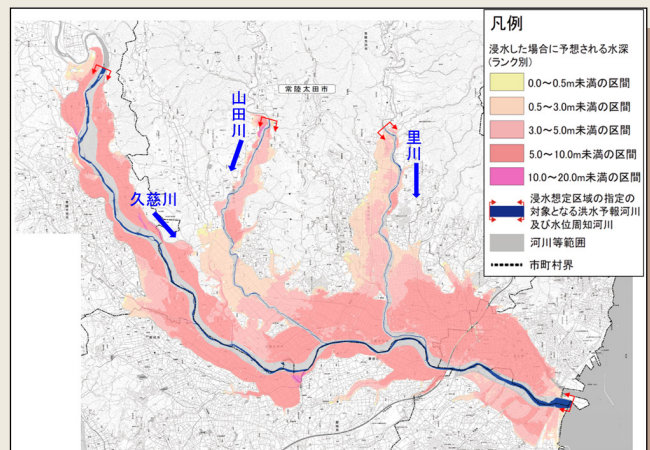 凡例
浸水した場合に予想される水深
(ランク別)
0.0～0.5m未満の区間
0.5～3.0m未満の区間
3.0～5.0m未満の区間
5.0～10.0m未満の区間
10.0～20.0m未満の区間
浸水想定区域の指定の
対象となる洪水予報河川
及び水位周知河川
河川等範囲
市町村界
常陸太田市
山田川
里川
久慈川